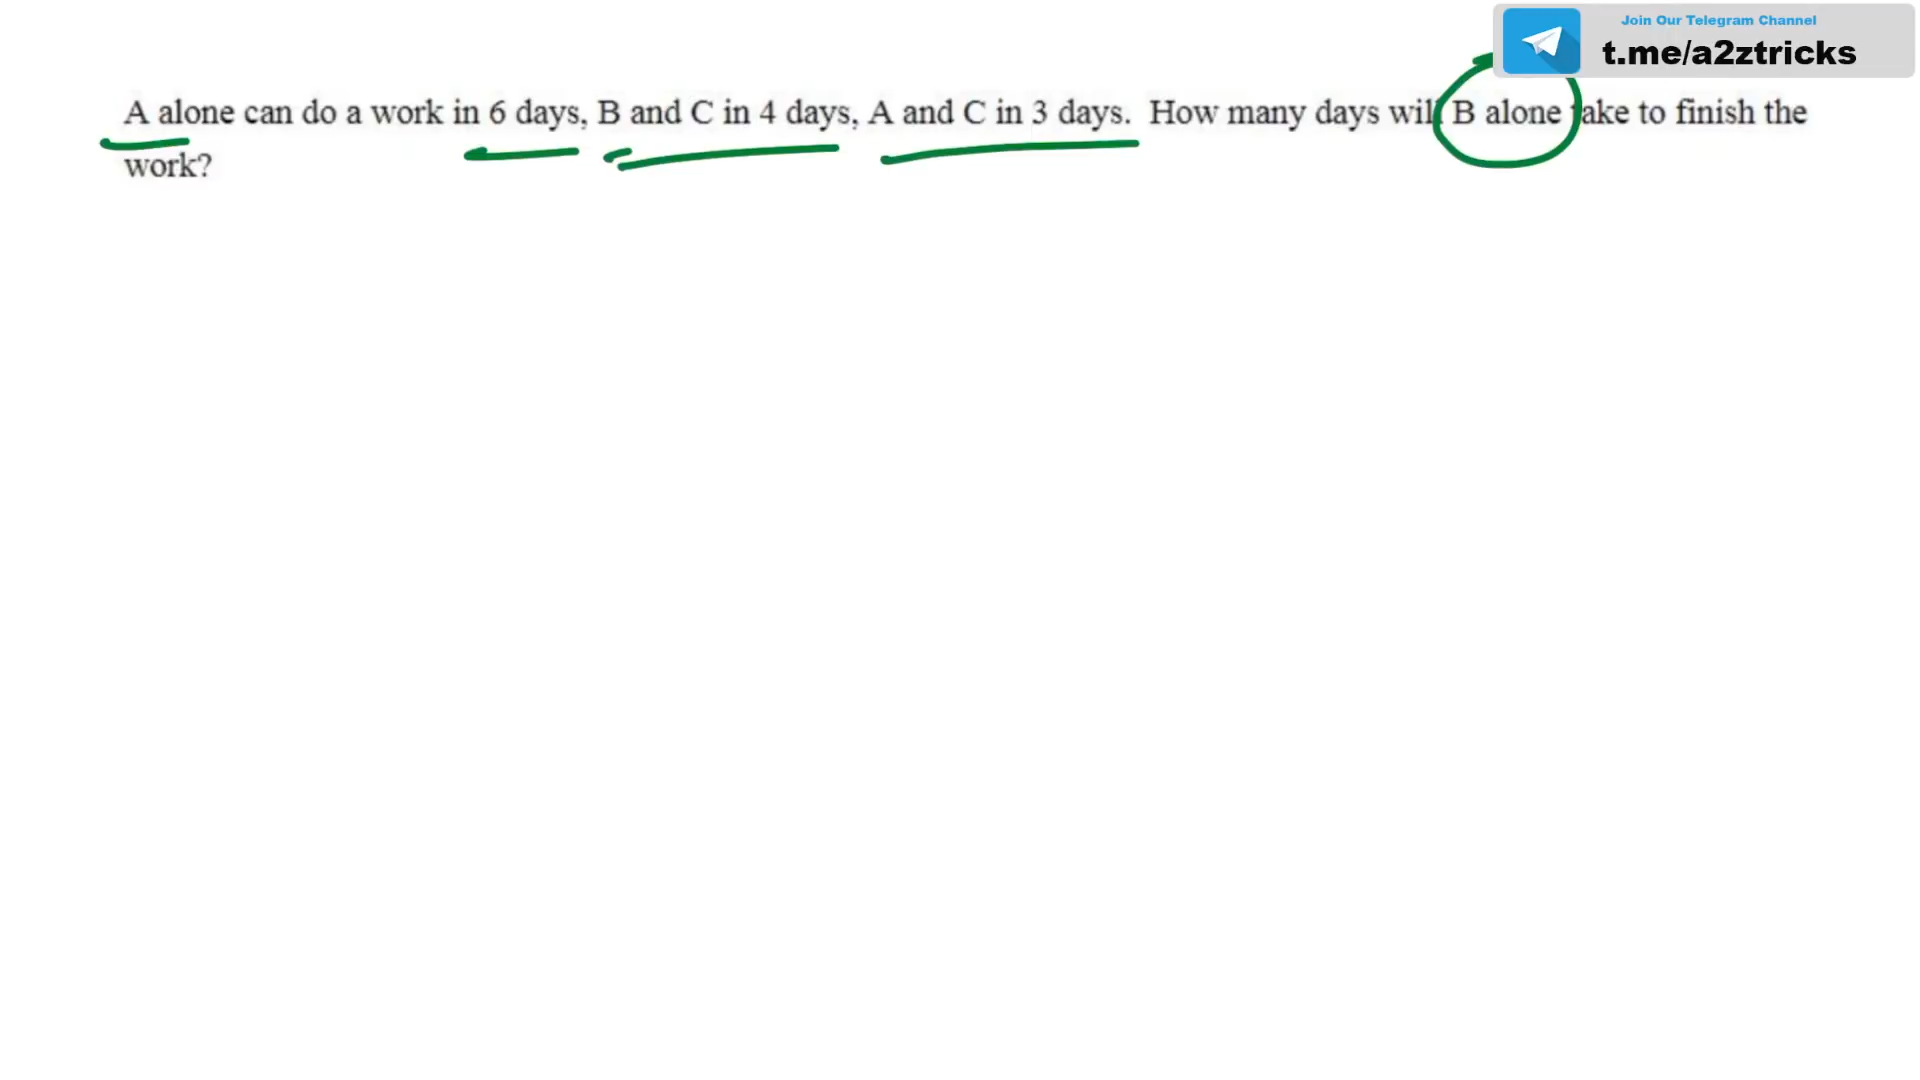 Join Our Telegram Channel
t.me/a2ztricks
A alone can do a work in 6 days, B and C in 4 days, A and C in 3 days. How many days will B alone take to finish the
work?